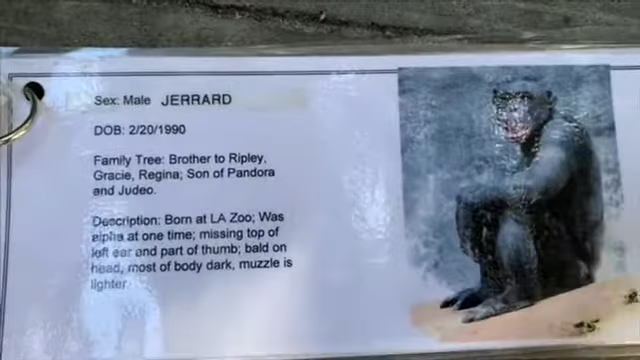 Sex: Male JERRARD
DOB: 2/20/1990
Family Tree: Brother to Ripley,
Gracie, Regina; Son of Pandora
and Judeo.
Description: Born at LA Zoo; Was
alpha at one time; missing top of
left ear and part of thumb; bald on
head, most of body dark, muzzle is
lighter.